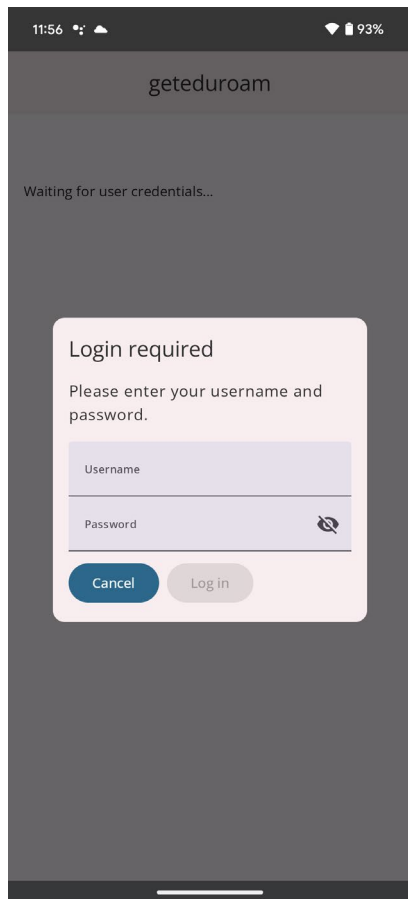 11:56 93%
geteduroam
Waiting for user credentials...
Login required
Please enter your username and
password.
Username
Password
Cancel Log in